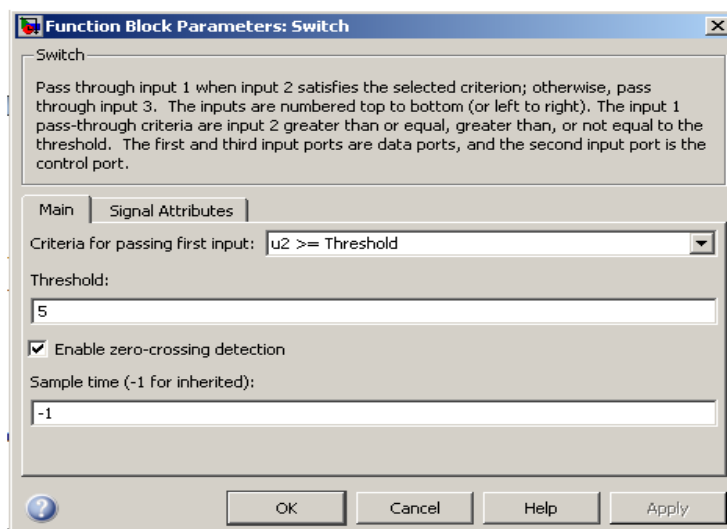 Function Block Parameters: Switch
Switch
Pass through input 1 when input 2 satisfies the selected criterion; otherwise, pass
through input 3. The inputs are numbered top to bottom (or left to right). The input 1
pass-through criteria are input 2 greater than or equal, greater than, or not equal to the
threshold. The first and third input ports are data ports, and the second input port is the
control port.
Main Signal Attributes
Criteria for passing first input: u2 >= Threshold
Threshold:
5
Enable zero-crossing detection
Sample time (-1 for inherited):
-1
? OK Cancel Help Apply